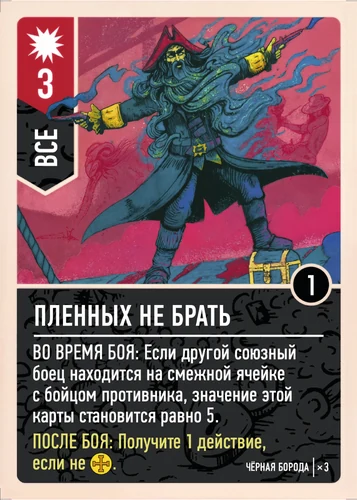 3
ВСЕ
1
ПЛЕННЫХ НЕ БРАТЬ
ВО ВРЕМЯ БОЯ: Если другой союзный
боец находится на смежной ячейке
с бойцом противника, значение этой
карты становится равно 5.
ПОСЛЕ БОЯ: Получите 1 действие,
если не .
ЧЁРНАЯ БОРОДА | ×3